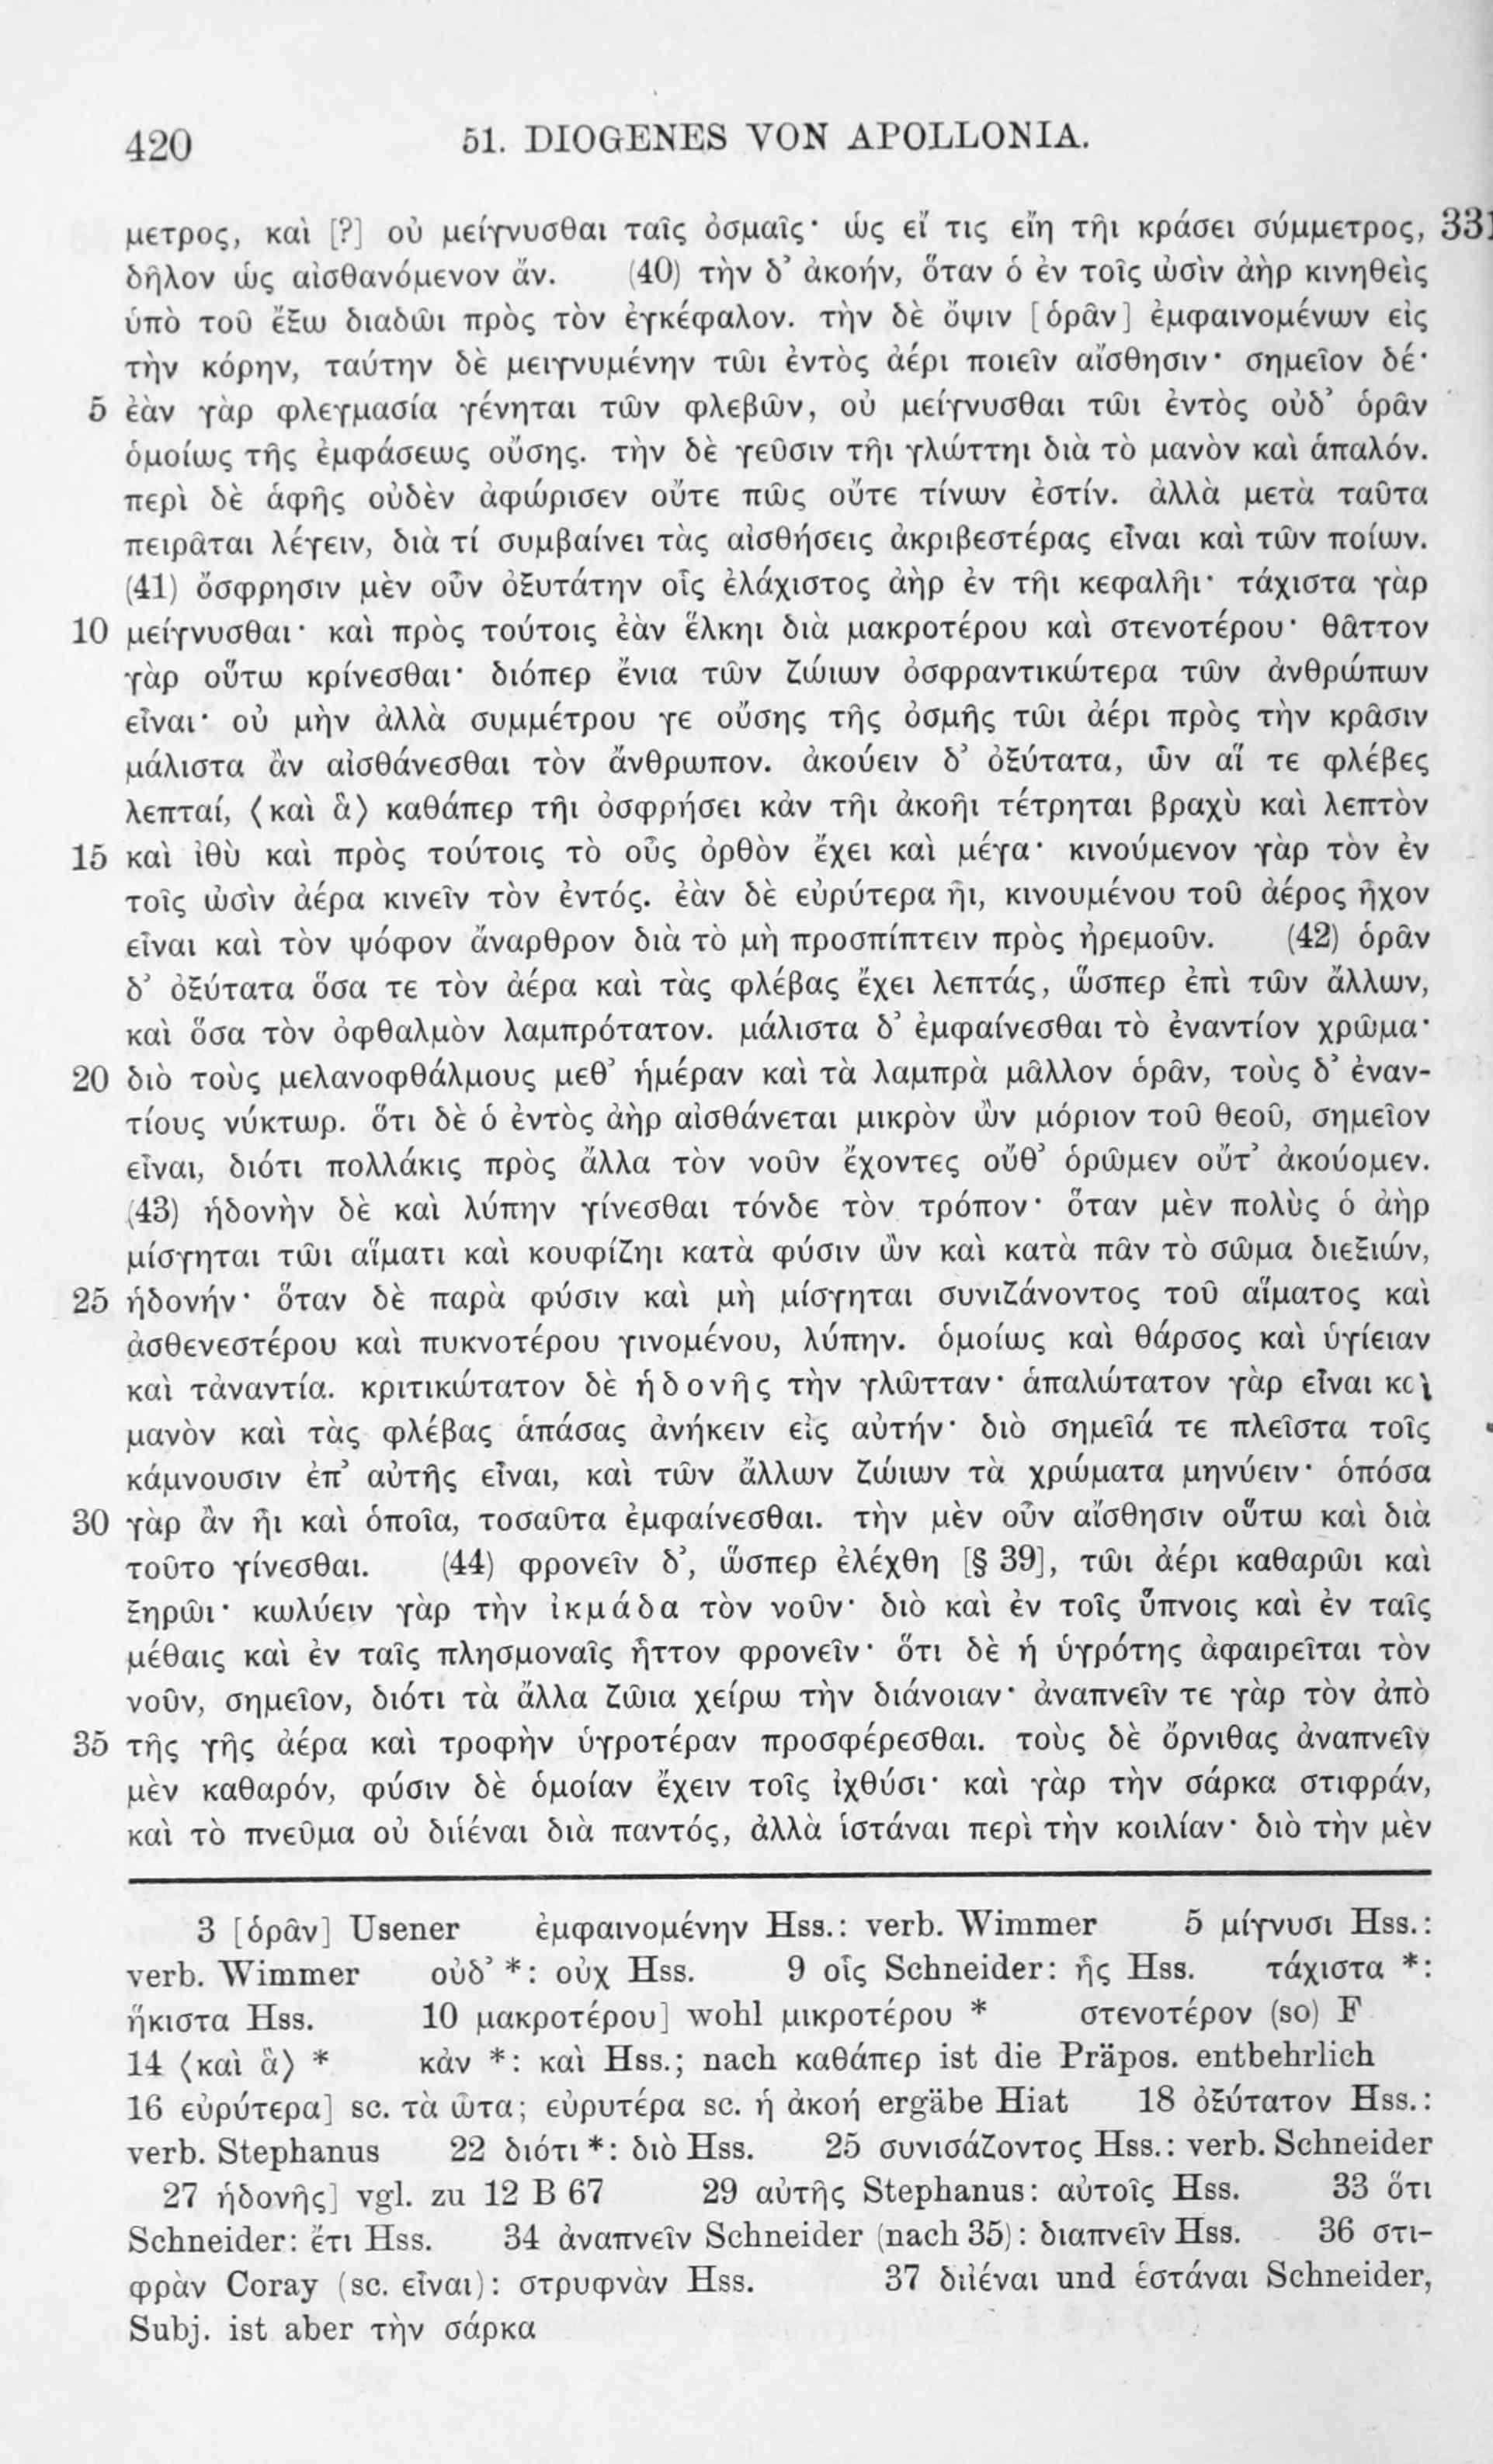 420 51. DIOGENES VON APOLLONIA.
μετρος, καὶ [?] οὐ μείγνυσθαι ταῖς ὀσμαῖς· ὡς εἴ τις εἴη τῆι κράσει σύμμετρος, 331
δῆλον ὡς αἰσθανόμενον ἄν. (40) τὴν δ’ ἀκοήν, ὅταν ὁ ἐν τοῖς ὠσὶν ἀὴρ κινηθεὶς
ὑπὸ τοῦ ἔξω διαδῶι πρὸς τὸν ἐγκέφαλον. τὴν δὲ ὄψιν [ὁρᾶν] ἐμφαινομένων εἰς
τὴν κόρην, ταύτην δὲ μειγνυμένην τῶι ἐντὸς ἀέρι ποιεῖν αἴσθησιν· σημεῖον δέ·
5 ἐὰν γὰρ φλεγμασία γένηται τῶν φλεβῶν, οὐ μείγνυσθαι τῶι ἐντὸς οὐδ’ ὁρᾶν
ὁμοίως τῆς ἐμφάσεως οὔσης. τὴν δὲ γεῦσιν τῆι γλώττηι διὰ τὸ μανὸν καὶ ἁπαλόν.
περὶ δὲ ἁφῆς οὐδὲν ἀφώρισεν οὔτε πῶς οὔτε τίνων ἐστίν. ἀλλὰ μετὰ ταῦτα
πειρᾶται λέγειν, διὰ τί συμβαίνει τὰς αἰσθήσεις ἀκριβεστέρας εἶναι καὶ τῶν ποίων.
(41) ὄσφρησιν μὲν οὖν ὀξυτάτην οἷς ἐλάχιστος ἀὴρ ἐν τῆι κεφαλῆι· τάχιστα γὰρ
10 μείγνυσθαι· καὶ πρὸς τούτοις ἐὰν ἕλκηι διὰ μακροτέρου καὶ στενοτέρου· θᾶττον
γὰρ οὕτω κρίνεσθαι· διόπερ ἔνια τῶν ζώιων ὀσφραντικώτερα τῶν ἀνθρώπων
εἶναι· οὐ μὴν ἀλλὰ συμμέτρου γε οὔσης τῆς ὀσμῆς τῶι ἀέρι πρὸς τὴν κρᾶσιν
μάλιστα ἂν αἰσθάνεσθαι τὸν ἄνθρωπον. ἀκούειν δ’ ὀξύτατα, ὧν αἵ τε φλέβες
λεπταί, ⟨καὶ ἃ⟩ καθάπερ τῆι ὀσφρήσει κἀν τῆι ἀκοῆι τέτρηται βραχὺ καὶ λεπτὸν
15 καὶ ἰθὺ καὶ πρὸς τούτοις τὸ οὖς ὀρθὸν ἔχει καὶ μέγα· κινούμενον γὰρ τὸν ἐν
τοῖς ὠσὶν ἀέρα κινεῖν τὸν ἐντός. ἐὰν δὲ εὐρύτερα ἦι, κινουμένου τοῦ ἀέρος ἦχον
εἶναι καὶ τὸν ψόφον ἄναρθρον διὰ τὸ μὴ προσπίπτειν πρὸς ἠρεμοῦν. (42) ὁρᾶν
δ’ ὀξύτατα ὅσα τε τὸν ἀέρα καὶ τὰς φλέβας ἔχει λεπτάς, ὥσπερ ἐπὶ τῶν ἄλλων,
καὶ ὅσα τὸν ὀφθαλμὸν λαμπρότατον. μάλιστα δ’ ἐμφαίνεσθαι τὸ ἐναντίον χρῶμα·
20 διὸ τοὺς μελανοφθάλμους μεθ’ ἡμέραν καὶ τὰ λαμπρὰ μᾶλλον ὁρᾶν, τοὺς δ’ ἐναν-
τίους νύκτωρ. ὅτι δὲ ὁ ἐντὸς ἀὴρ αἰσθάνεται μικρὸν ὢν μόριον τοῦ θεοῦ, σημεῖον
εἶναι, διότι πολλάκις πρὸς ἄλλα τὸν νοῦν ἔχοντες οὔθ’ ὁρῶμεν οὔτ’ ἀκούομεν.
(43) ἡδονὴν δὲ καὶ λύπην γίνεσθαι τόνδε τὸν τρόπον· ὅταν μὲν πολὺς ὁ ἀὴρ
μίσγηται τῶι αἵματι καὶ κουφίζηι κατὰ φύσιν ὢν καὶ κατὰ πᾶν τὸ σῶμα διεξιών,
25 ἡδονήν· ὅταν δὲ παρὰ φύσιν καὶ μὴ μίσγηται συνιζάνοντος τοῦ αἵματος καὶ
ἀσθενεστέρου καὶ πυκνοτέρου γινομένου, λύπην. ὁμοίως καὶ θάρσος καὶ ὑγίειαν
καὶ τἀναντία. κριτικώτατον δὲ ἡδονῆς τὴν γλῶτταν· ἁπαλώτατον γὰρ εἶναι καὶ
μανὸν καὶ τὰς φλέβας ἁπάσας ἀνήκειν εἰς αὐτήν· διὸ σημεῖά τε πλεῖστα τοῖς
κάμνουσιν ἐπ’ αὐτῆς εἶναι, καὶ τῶν ἄλλων ζώιων τὰ χρώματα μηνύειν· ὁπόσα
30 γὰρ ἂν ἦι καὶ ὁποῖα, τοσαῦτα ἐμφαίνεσθαι. τὴν μὲν οὖν αἴσθησιν οὕτω καὶ διὰ
τοῦτο γίνεσθαι. (44) φρονεῖν δ’, ὥσπερ ἐλέχθη [§ 39], τῶι ἀέρι καθαρῶι καὶ
ξηρῶι· κωλύειν γὰρ τὴν ἰκμάδα τὸν νοῦν· διὸ καὶ ἐν τοῖς ὕπνοις καὶ ἐν ταῖς
μέθαις καὶ ἐν ταῖς πλησμοναῖς ἧττον φρονεῖν· ὅτι δὲ ἡ ὑγρότης ἀφαιρεῖται τὸν
νοῦν, σημεῖον, διότι τὰ ἄλλα ζῶια χείρω τὴν διάνοιαν· ἀναπνεῖν τε γὰρ τὸν ἀπὸ
35 τῆς γῆς ἀέρα καὶ τροφὴν ὑγροτέραν προσφέρεσθαι. τοὺς δὲ ὄρνιθας ἀναπνεῖν
μὲν καθαρόν, φύσιν δὲ ὁμοίαν ἔχειν τοῖς ἰχθύσι· καὶ γὰρ τὴν σάρκα στιφράν,
καὶ τὸ πνεῦμα οὐ διιέναι διὰ παντός, ἀλλὰ ἱστάναι περὶ τὴν κοιλίαν· διὸ τὴν μὲν
3 [ὁρᾶν] Usener ἐμφαινομένην Hss.: verb. Wimmer 5 μίγνυσι Hss.:
verb. Wimmer οὐδ’ *: οὐχ Hss. 9 οἷς Schneider: ἧς Hss. τάχιστα *:
ἥκιστα Hss. 10 μακροτέρου] wohl μικροτέρου * στενοτέρον (so) F
14 ⟨καὶ ἃ⟩ * κἀν *: καὶ Hss.; nach καθάπερ ist die Präpos. entbehrlich
16 εὐρύτερα] sc. τὰ ὦτα; εὐρυτέρα sc. ἡ ἀκοή ergäbe Hiat 18 ὀξύτατον Hss.:
verb. Stephanus 22 διότι *: διὸ Hss. 25 συνισάζοντος Hss.: verb. Schneider
27 ἡδονῆς] vgl. zu 12 B 67 29 αὐτῆς Stephanus: αὐτοῖς Hss. 33 ὅτι
Schneider: ἔτι Hss. 34 ἀναπνεῖν Schneider (nach 35): διαπνεῖν Hss. 36 στι-
φρὰν Coray (sc. εἶναι): στρυφνὰν Hss. 37 διιέναι und ἑστάναι Schneider,
Subj. ist aber τὴν σάρκα